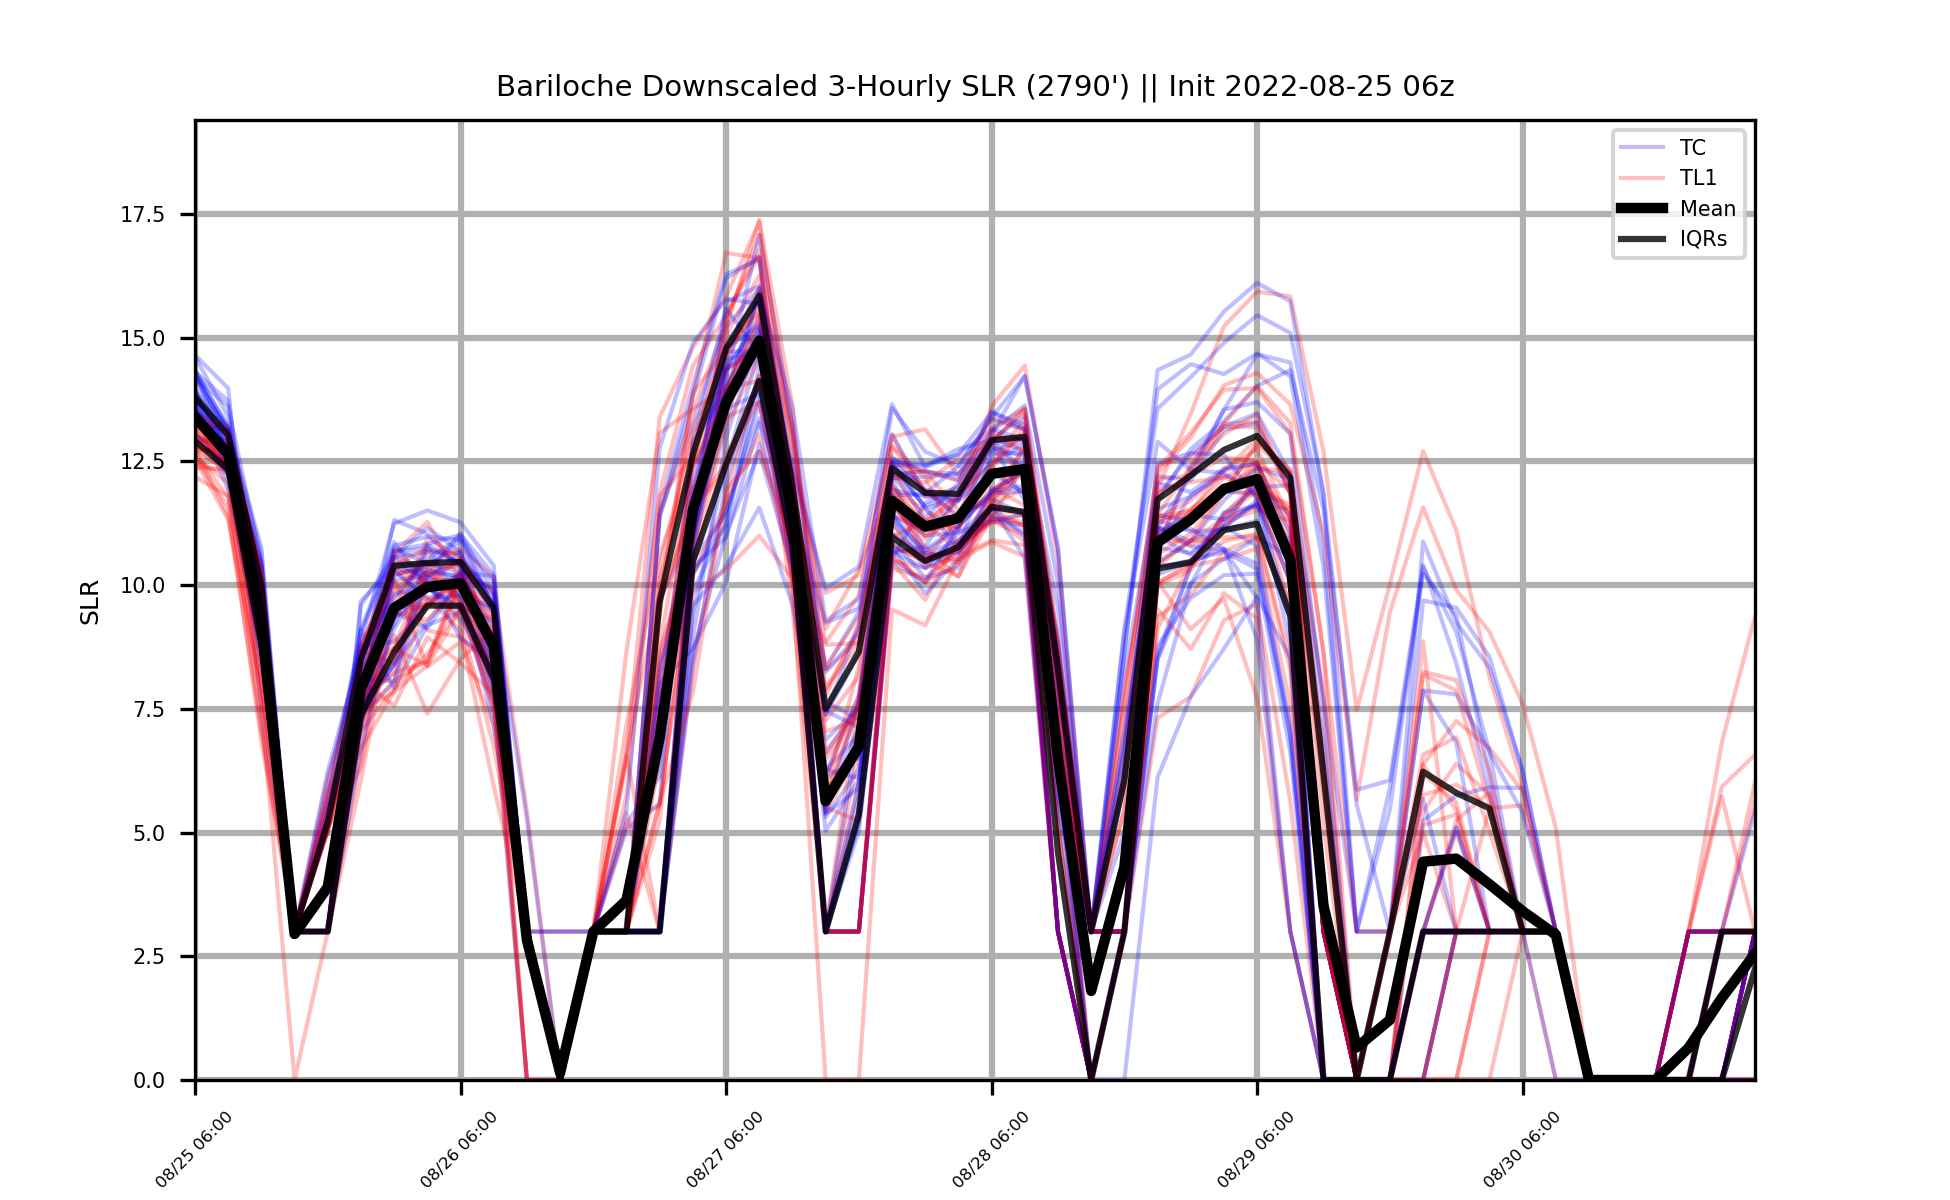 Bariloche Downscaled 3-Hourly SLR (2790') || Init 2022-08-25 06z
TC
TL1
Mean
IQRs
SLR
17.5
15.0
12.5
10.0
7.5
5.0
2.5
0.0
08/25 06:00
08/26 06:00
08/27 06:00
08/28 06:00
08/29 06:00
08/30 06:00